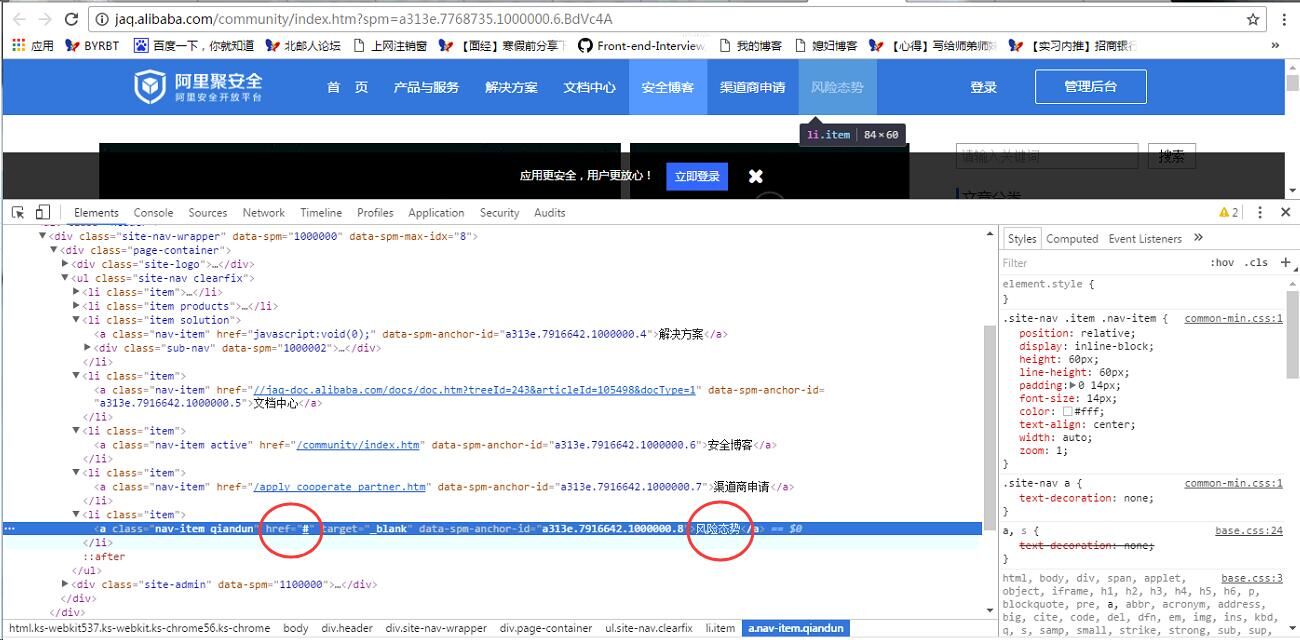 jaq.alibaba.com/community/index.htm?spm=a313e.7768735.1000000.6.BdVc4A
应用 BYRBT 百度一下，你就知道 北邮人论坛 上网注销窗 【面经】寒假前分享 Front-end-Interview 我的博客 媳妇博客 【心得】写给师弟师妹 【实习内推】招商银行 »
阿里聚安全
阿里安全开放平台
首 页 产品与服务 解决方案 文档中心 安全博客 渠道商申请 风险态势 登录 管理后台
li.item 84×60
请输入关键词 搜索
应用更安全，用户更放心！ 立即登录
文章分类
Elements Console Sources Network Timeline Profiles Application Security Audits 2
▼<div class="site-nav-wrapper" data-spm="1000000" data-spm-max-idx="8">
▼<div class="page-container">
▶<div class="site-logo">…</div>
▼<ul class="site-nav clearfix">
▶<li class="item">…</li>
▶<li class="item products">…</li>
▼<li class="item solution">
<a class="nav-item" href="javascript:void(0);" data-spm-anchor-id="a313e.7916642.1000000.4">解决方案</a>
▶<div class="sub-nav" data-spm="1000002">…</div>
</li>
▼<li class="item">
<a class="nav-item" href="//jaq-doc.alibaba.com/docs/doc.htm?treeId=243&articleId=105498&docType=1" data-spm-anchor-id=
"a313e.7916642.1000000.5">文档中心</a>
</li>
▼<li class="item">
<a class="nav-item active" href="/community/index.htm" data-spm-anchor-id="a313e.7916642.1000000.6">安全博客</a>
</li>
▼<li class="item">
<a class="nav-item" href="/apply_cooperate_partner.htm" data-spm-anchor-id="a313e.7916642.1000000.7">渠道商申请</a>
</li>
▼<li class="item">
<a class="nav-item qiandun" href="#" target="_blank" data-spm-anchor-id="a313e.7916642.1000000.8">风险态势</a> == $0
</li>
::after
</ul>
▶<div class="site-admin" data-spm="1100000">…</div>
</div>
</div>
html.ks-webkit537.ks-webkit.ks-chrome56.ks-chrome body div.header div.site-nav-wrapper div.page-container ul.site-nav.clearfix li.item a.nav-item.qiandun
Styles Computed Event Listeners »
Filter :hov .cls +
element.style {
}
.site-nav .item .nav-item { common-min.css:1
position: relative;
display: inline-block;
height: 60px;
line-height: 60px;
padding:▶0 14px;
font-size: 14px;
color: #fff;
text-align: center;
width: auto;
zoom: 1;
}
.site-nav a { common-min.css:1
text-decoration: none;
}
a, s { base.css:24
text-decoration: none;
}
html, body, div, span, applet, base.css:3
object, iframe, h1, h2, h3, h4, h5, h6, p,
blockquote, pre, a, abbr, acronym, address,
big, cite, code, del, dfn, em, img, ins, kbd,
q, s, samp, small, strike, strong, sub, sup,